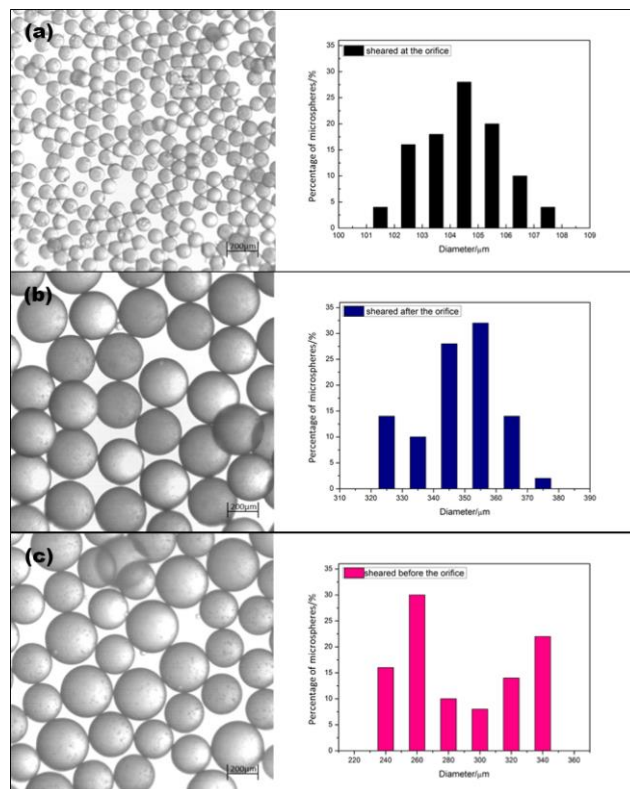 (a)
200μm
sheared at the orifice
Percentage of microspheres/%
35
30
25
20
15
10
5
0
100 101 102 103 104 105 106 107 108 109
Diameter/μm
(b)
200μm
sheared after the orifice
Percentage of microspheres/%
35
30
25
20
15
10
5
0
310 320 330 340 350 360 370 380 390
Diameter/μm
(c)
200μm
sheared before the orifice
Percentage of microspheres/%
35
30
25
20
15
10
5
0
220 240 260 280 300 320 340 360
Diameter/μm